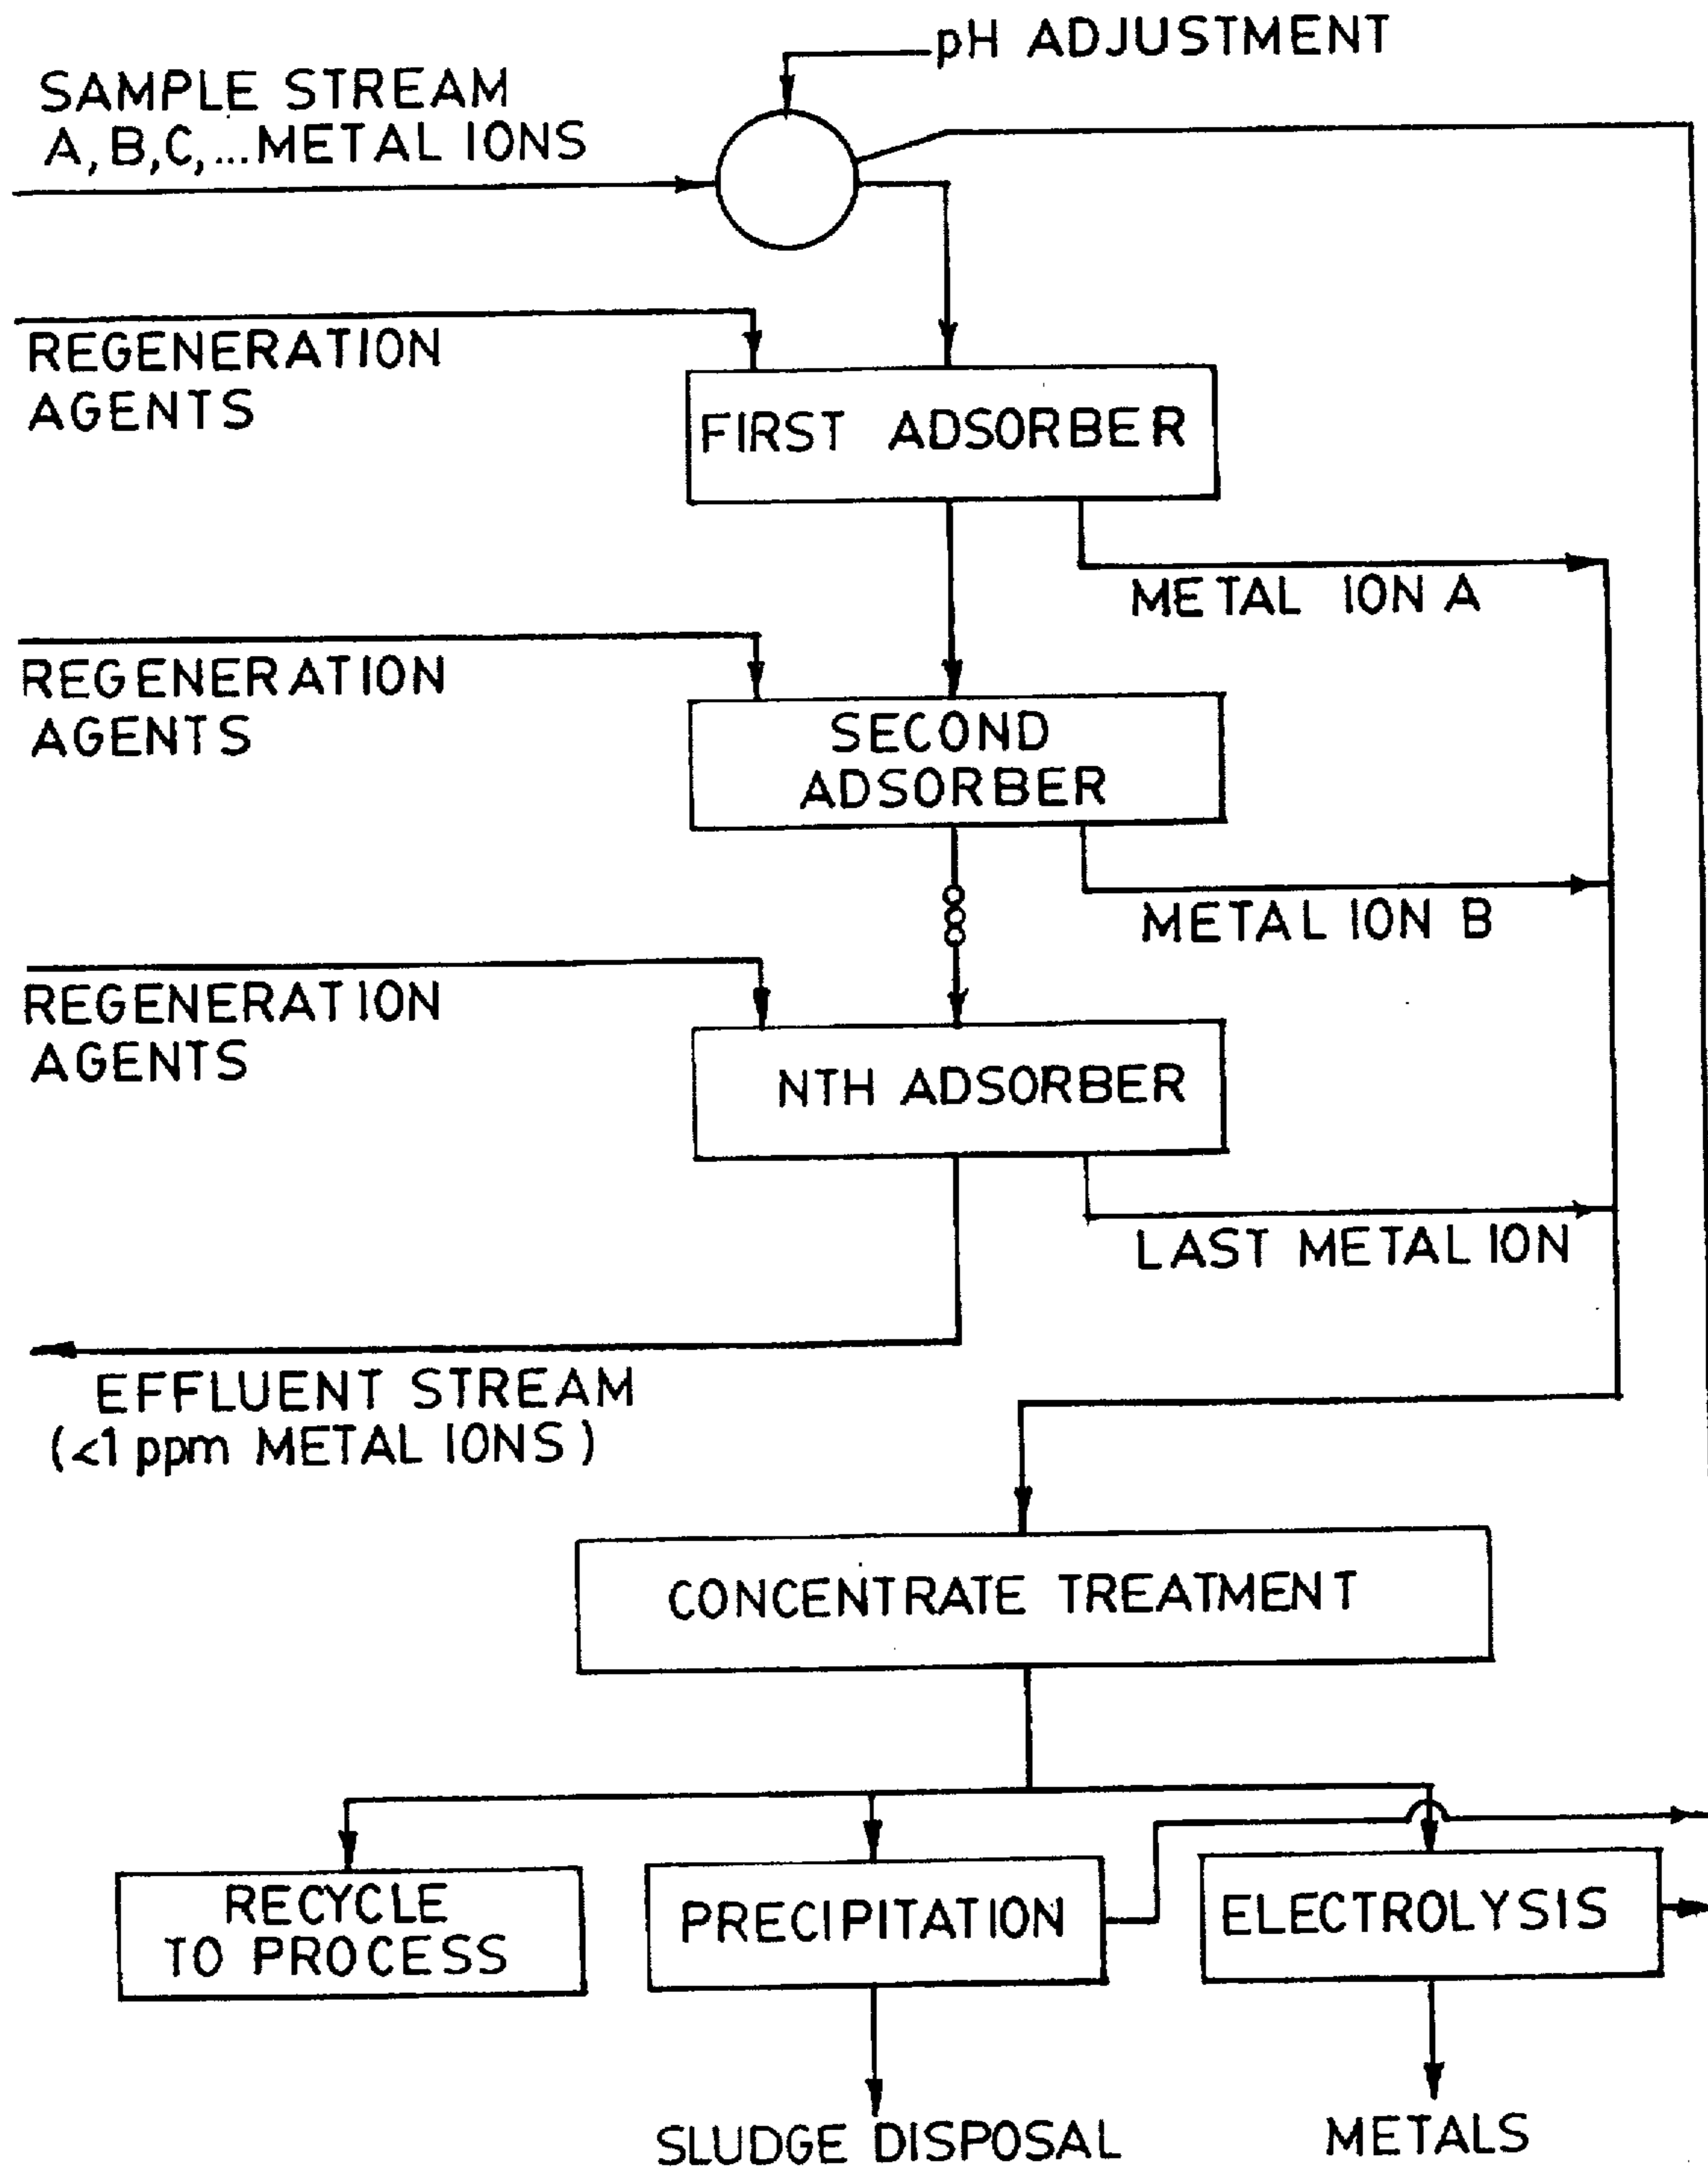 pH ADJUSTMENT
SAMPLE STREAM
A, B, C, ... METAL IONS
REGENERATION
AGENTS
FIRST ADSORBER
METAL ION A
REGENERATION
AGENTS
SECOND
ADSORBER
METAL ION B
REGENERATION
AGENTS
NTH ADSORBER
LAST METAL ION
EFFLUENT STREAM
(<1 ppm METAL IONS)
CONCENTRATE TREATMENT
RECYCLE
TO PROCESS
PRECIPITATION
ELECTROLYSIS
SLUDGE DISPOSAL
METALS